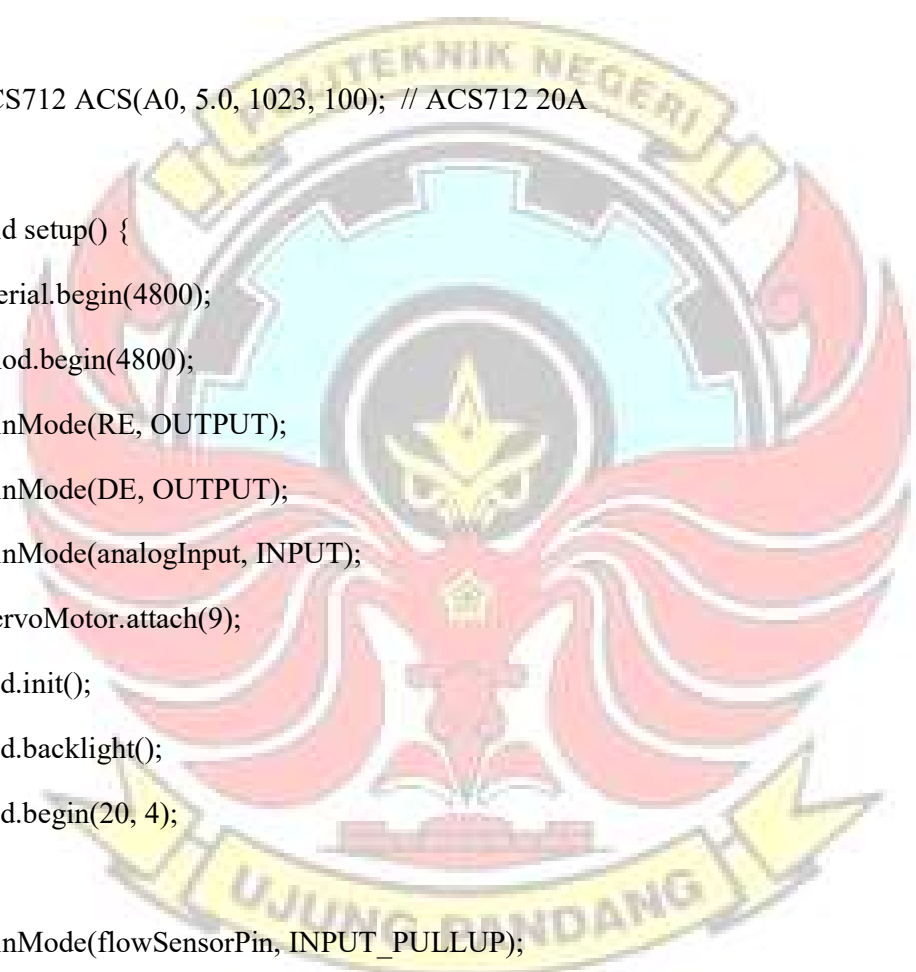 POLITEKNIK NEGERI
CS712 ACS(A0, 5.0, 1023, 100); // ACS712 20A
d setup() {
erial.begin(4800);
od.begin(4800);
nMode(RE, OUTPUT);
nMode(DE, OUTPUT);
nMode(analogInput, INPUT);
ervoMotor.attach(9);
d.init();
d.backlight();
d.begin(20, 4);
UJUNG PANDANG
nMode(flowSensorPin, INPUT_PULLUP);